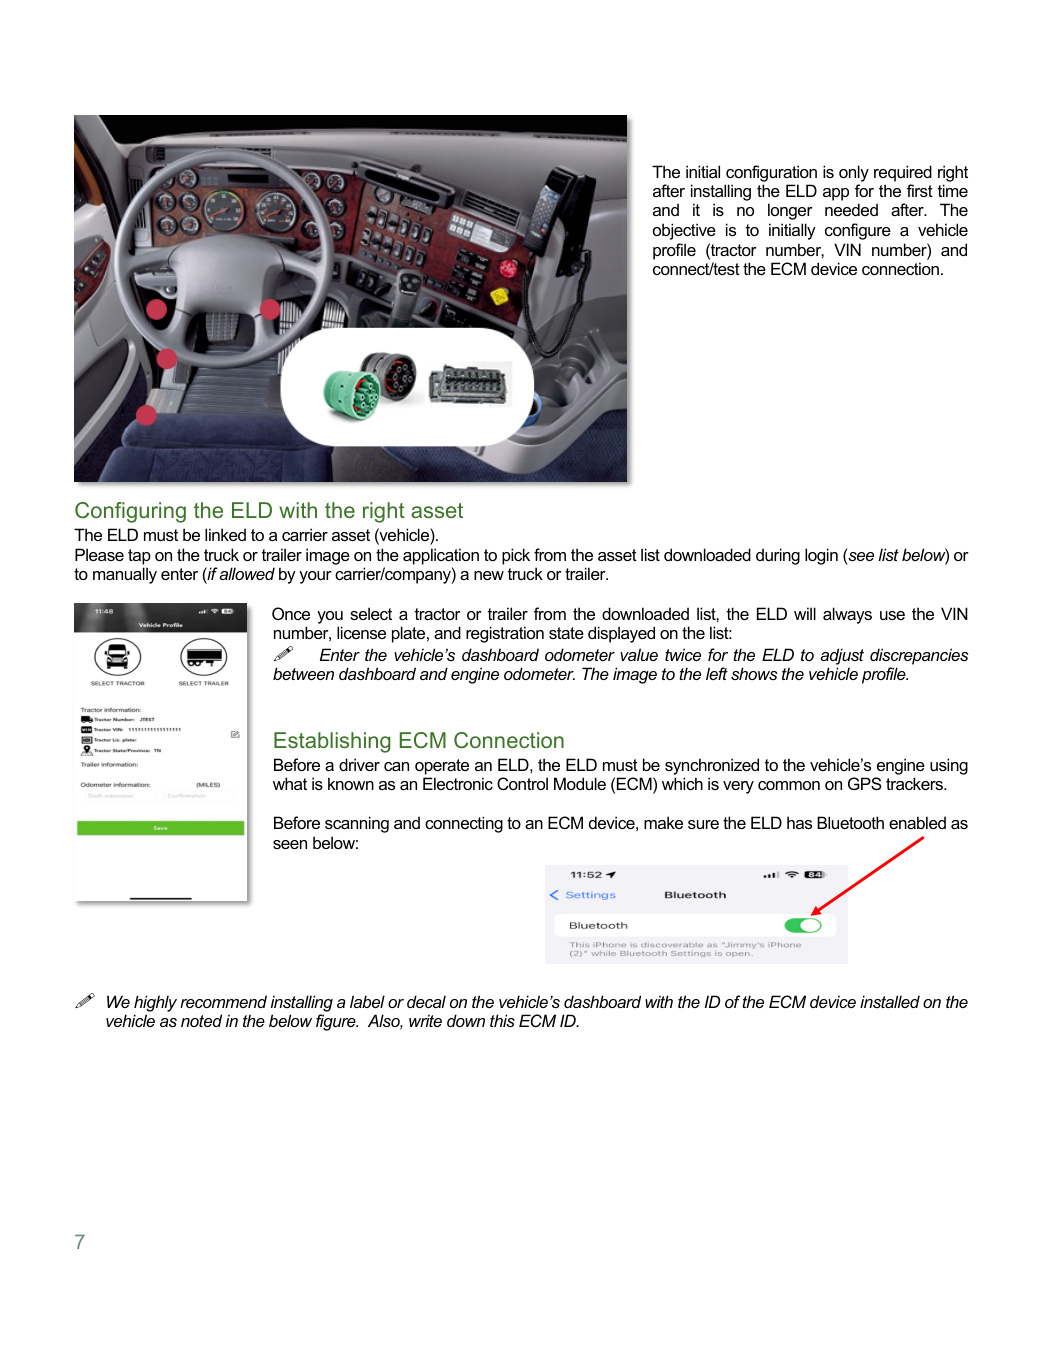 The initial configuration is only required right
after installing the ELD app for the first time
and it is no longer needed after. The
objective is to initially configure a vehicle
profile (tractor number, VIN number) and
connect/test the ECM device connection.
Configuring the ELD with the right asset
The ELD must be linked to a carrier asset (vehicle).
Please tap on the truck or trailer image on the application to pick from the asset list downloaded during login (see list below) or
to manually enter (if allowed by your carrier/company) a new truck or trailer.
11:48
84
Vehicle Profile
SELECT TRACTOR
SELECT TRAILER
Tractor information:
Tractor Number: JTEST
VIN Tractor VIN: 11111111111111111
Tractor Lic. plate:
Tractor State/Province: TN
Trailer information:
Odometer information: (MILES)
Dash odometer
Confirmation
Save
Once you select a tractor or trailer from the downloaded list, the ELD will always use the VIN
number, license plate, and registration state displayed on the list:
Enter the vehicle’s dashboard odometer value twice for the ELD to adjust discrepancies
between dashboard and engine odometer. The image to the left shows the vehicle profile.
Establishing ECM Connection
Before a driver can operate an ELD, the ELD must be synchronized to the vehicle’s engine using
what is known as an Electronic Control Module (ECM) which is very common on GPS trackers.
Before scanning and connecting to an ECM device, make sure the ELD has Bluetooth enabled as
seen below:
11:52
84
Settings
Bluetooth
Bluetooth
This iPhone is discoverable as “Jimmy’s iPhone
(2)” while Bluetooth Settings is open.
We highly recommend installing a label or decal on the vehicle’s dashboard with the ID of the ECM device installed on the
vehicle as noted in the below figure. Also, write down this ECM ID.
7